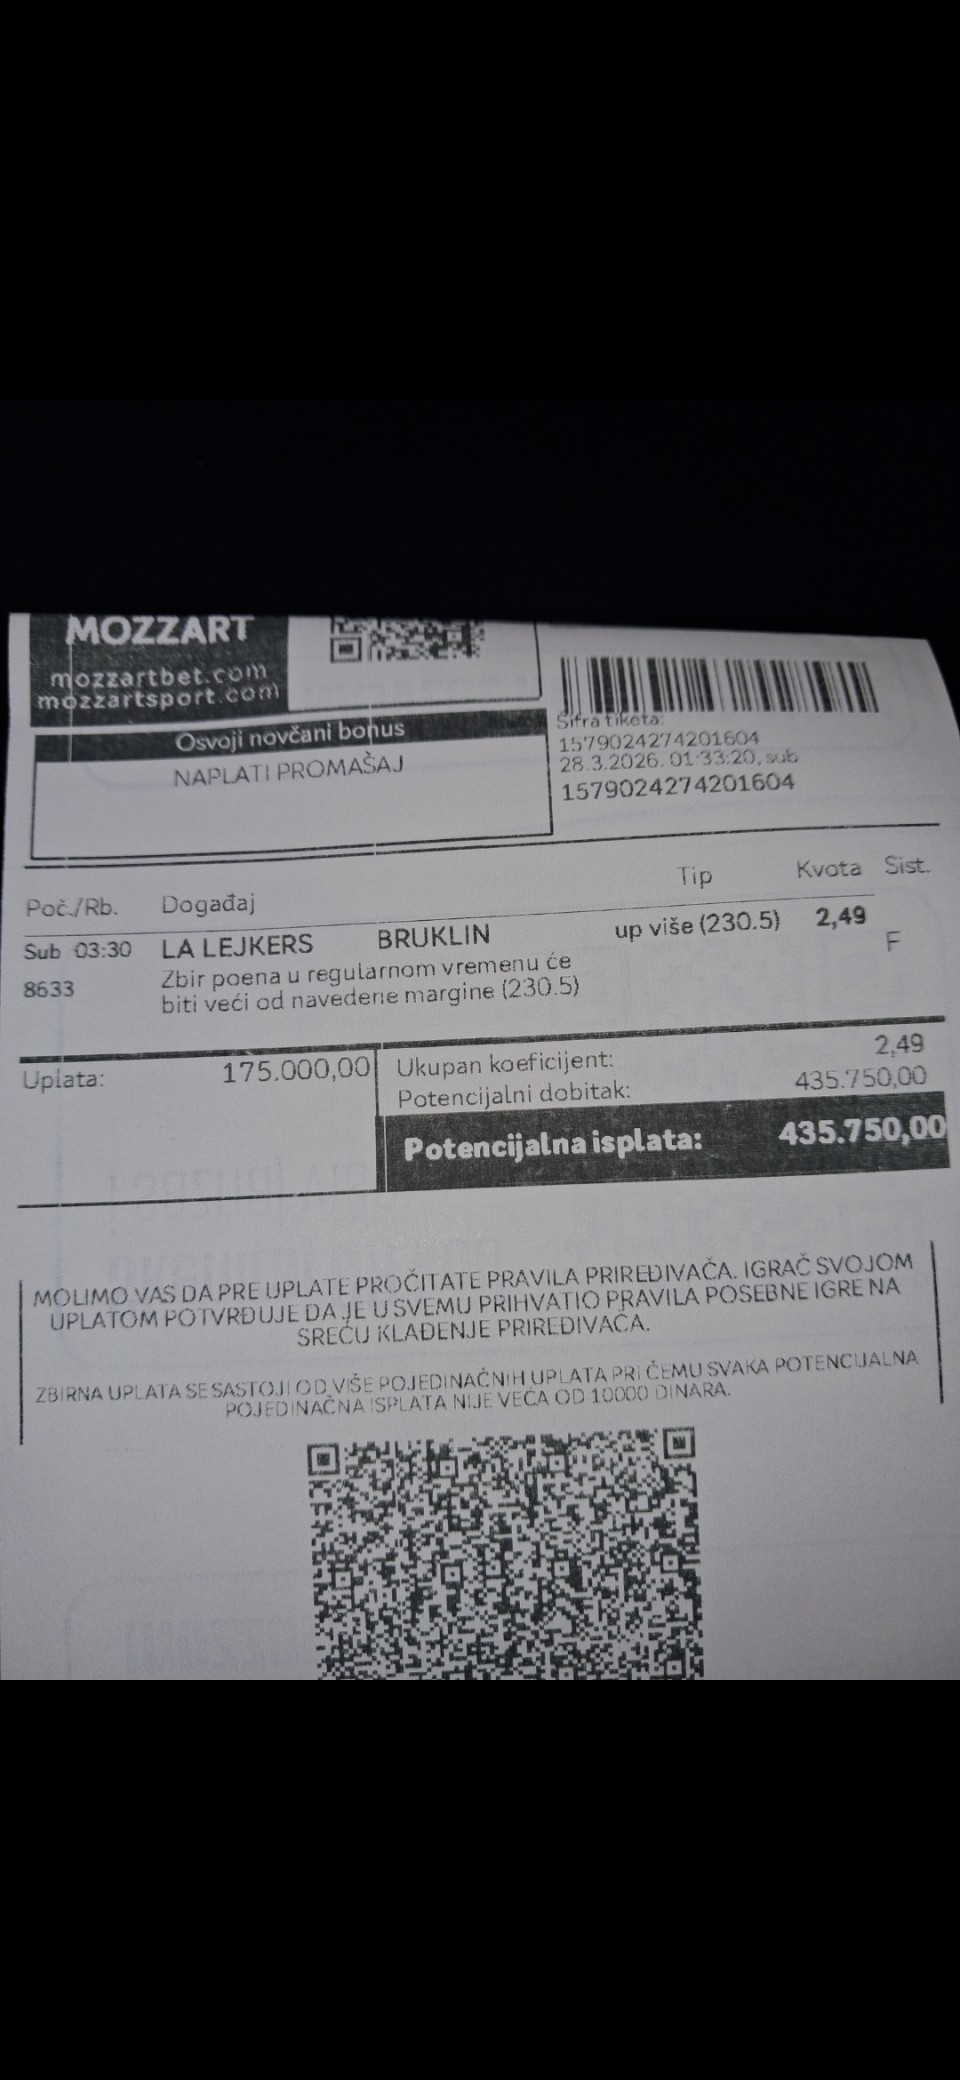 MOZZART
mozzartbet.com
mozzartsport.com
Osvoji novčani bonus
NAPLATI PROMAŠAJ
Šifra tiketa:
1579024274201604
28.3.2026. 01:33:20, sub
1579024274201604
Poč./Rb. Događaj Tip Kvota Sist.
Sub 03:30 LA LEJKERS BRUKLIN up više (230.5) 2,49 F
8633 Zbir poena u regularnom vremenu će
biti veći od navedene margine (230.5)
Uplata: 175.000,00
Ukupan koeficijent: 2,49
Potencijalni dobitak: 435.750,00
Potencijalna isplata: 435.750,00
MOLIMO VAS DA PRE UPLATE PROČITATE PRAVILA PRIREĐIVAČA. IGRAČ SVOJOM
UPLATOM POTVRĐUJE DA JE U SVEMU PRIHVATIO PRAVILA POSEBNE IGRE NA
SREĆU KLAĐENJE PRIREĐIVAČA.
ZBIRNA UPLATA SE SASTOJI OD VIŠE POJEDINAČNIH UPLATA PRI ČEMU SVAKA POTENCIJALNA
POJEDINAČNA ISPLATA NIJE VEĆA OD 10000 DINARA.